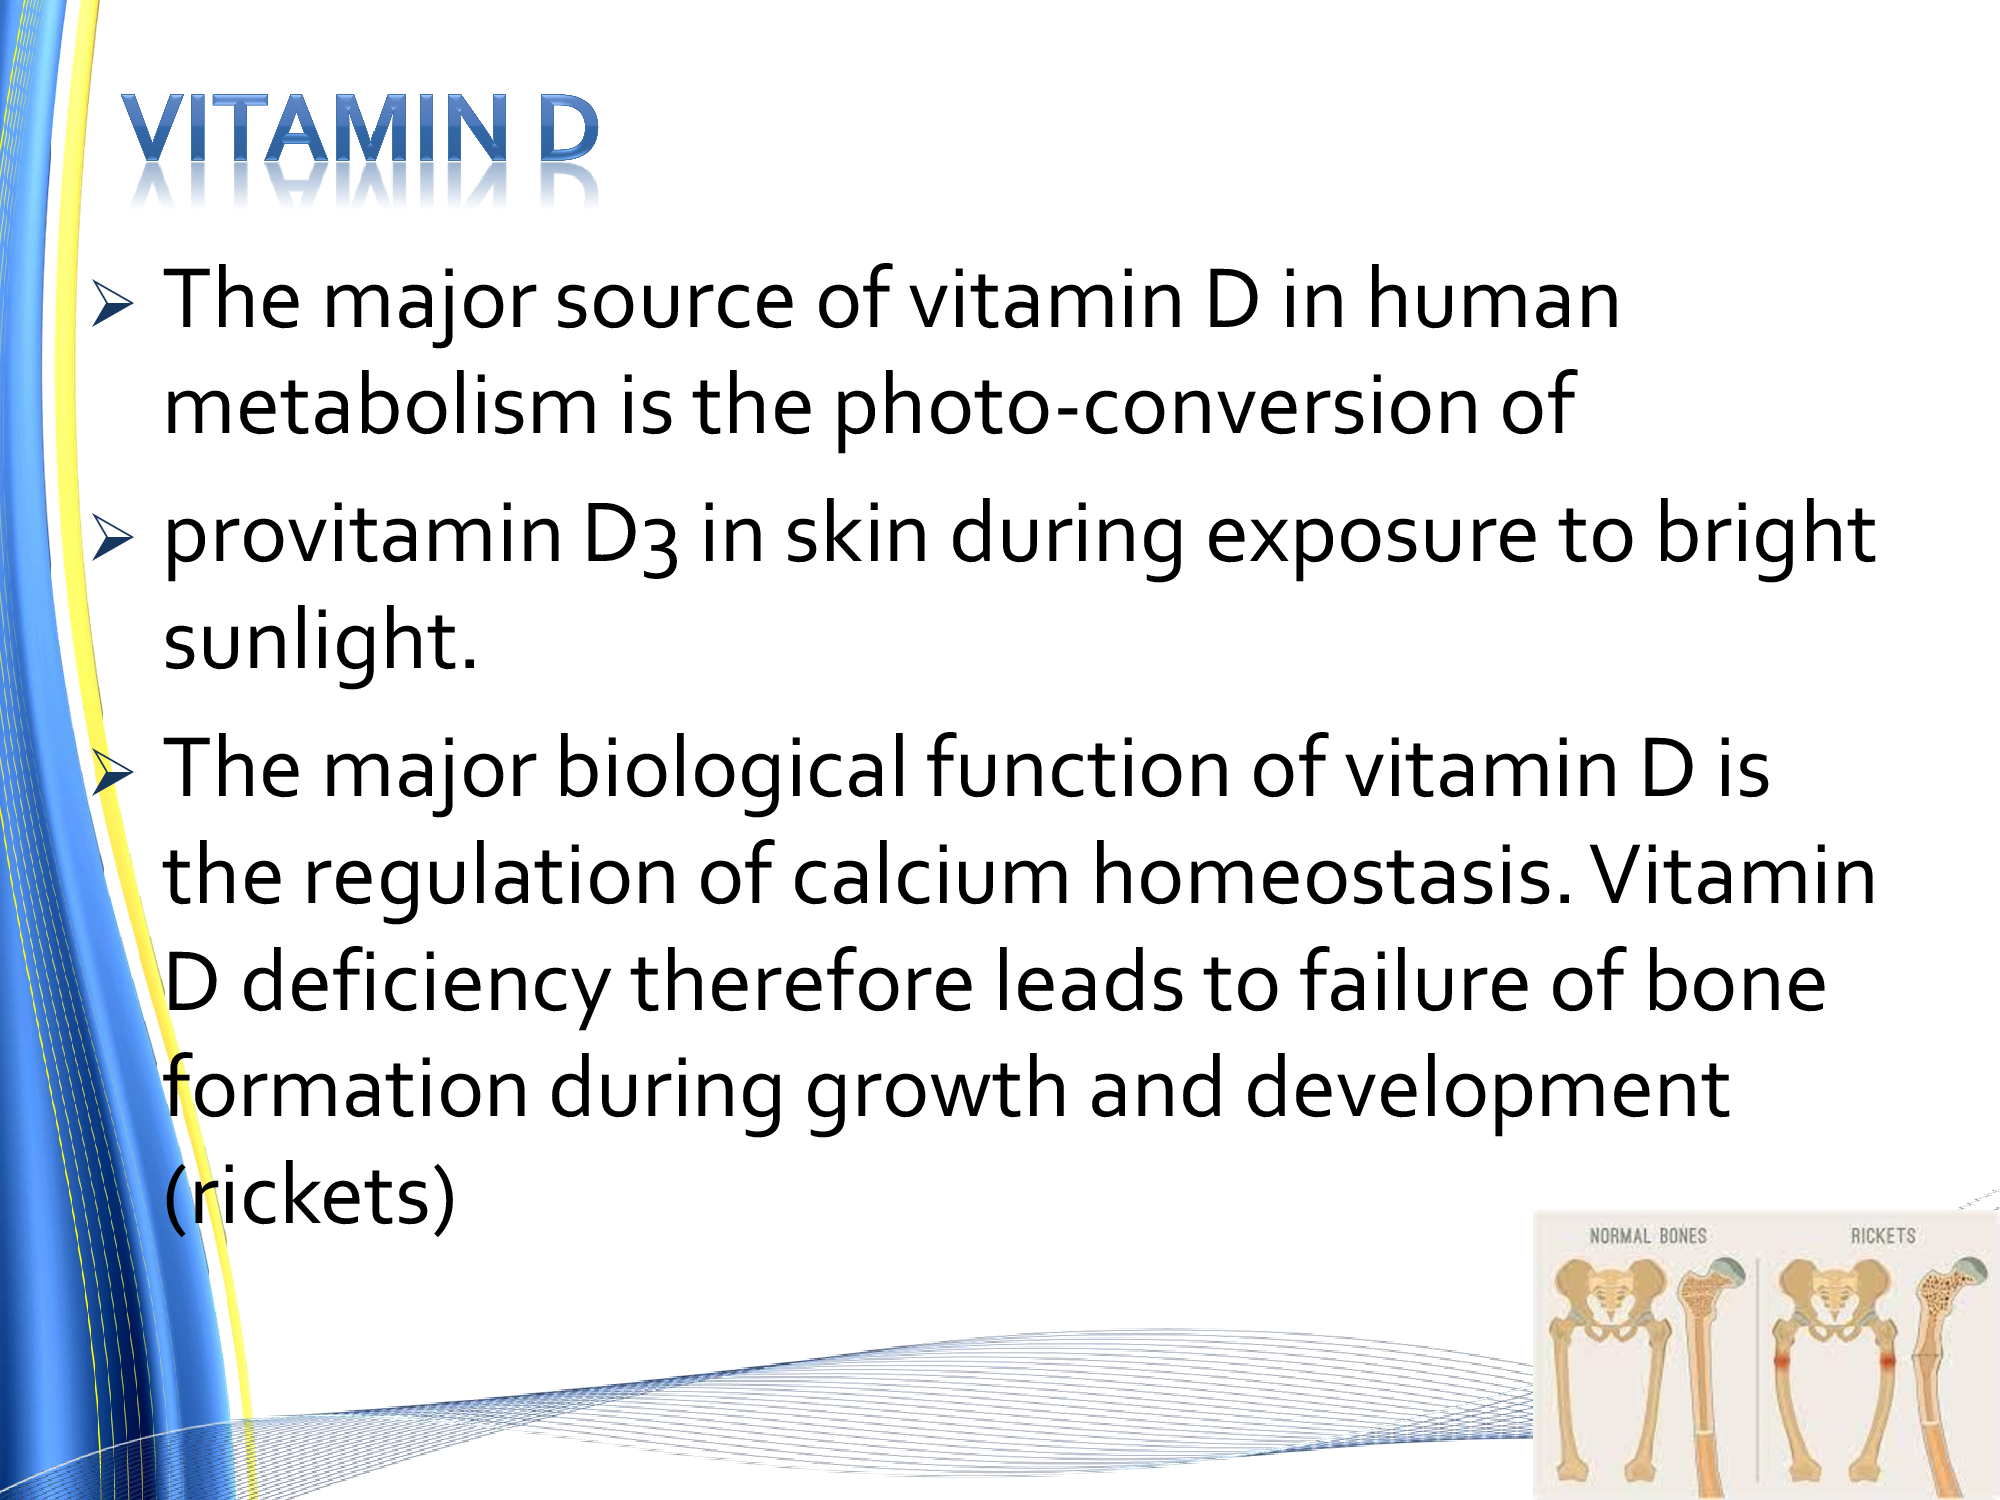 VITAMIN D
➢ The major source of vitamin D in human
metabolism is the photo-conversion of
➢ provitamin D3 in skin during exposure to bright
sunlight.
➢ The major biological function of vitamin D is
the regulation of calcium homeostasis. Vitamin
D deficiency therefore leads to failure of bone
formation during growth and development
(rickets)
NORMAL BONES
RICKETS